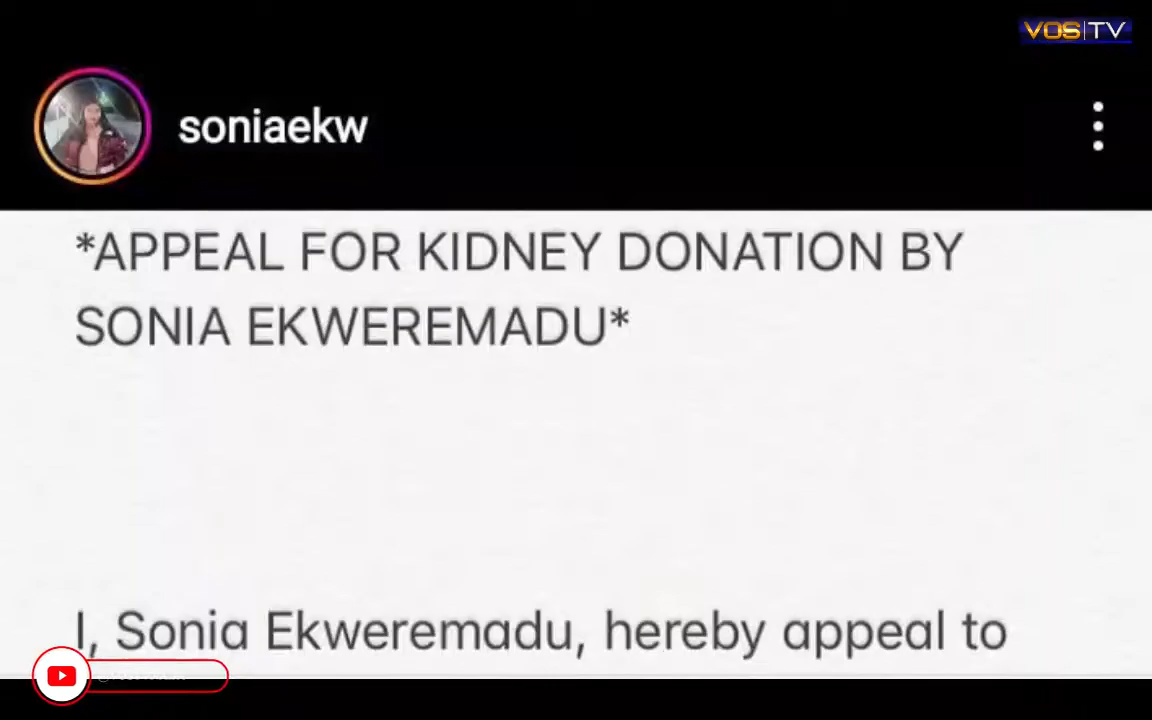 VOS|TV
soniaekw
*APPEAL FOR KIDNEY DONATION BY
SONIA EKWEREMADU*
I, Sonia Ekweremadu, hereby appeal to